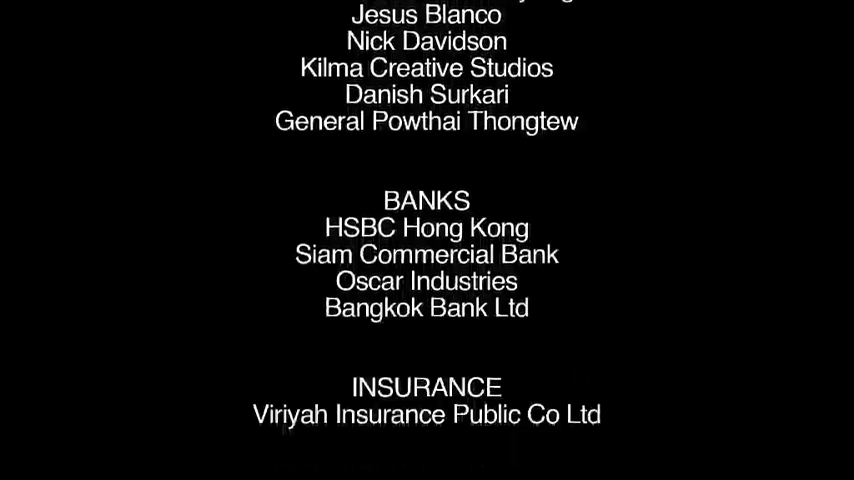 Jesus Blanco
Nick Davidson
Kilma Creative Studios
Danish Surkari
General Powthai Thongtew
BANKS
HSBC Hong Kong
Siam Commercial Bank
Oscar Industries
Bangkok Bank Ltd
INSURANCE
Viriyah Insurance Public Co Ltd